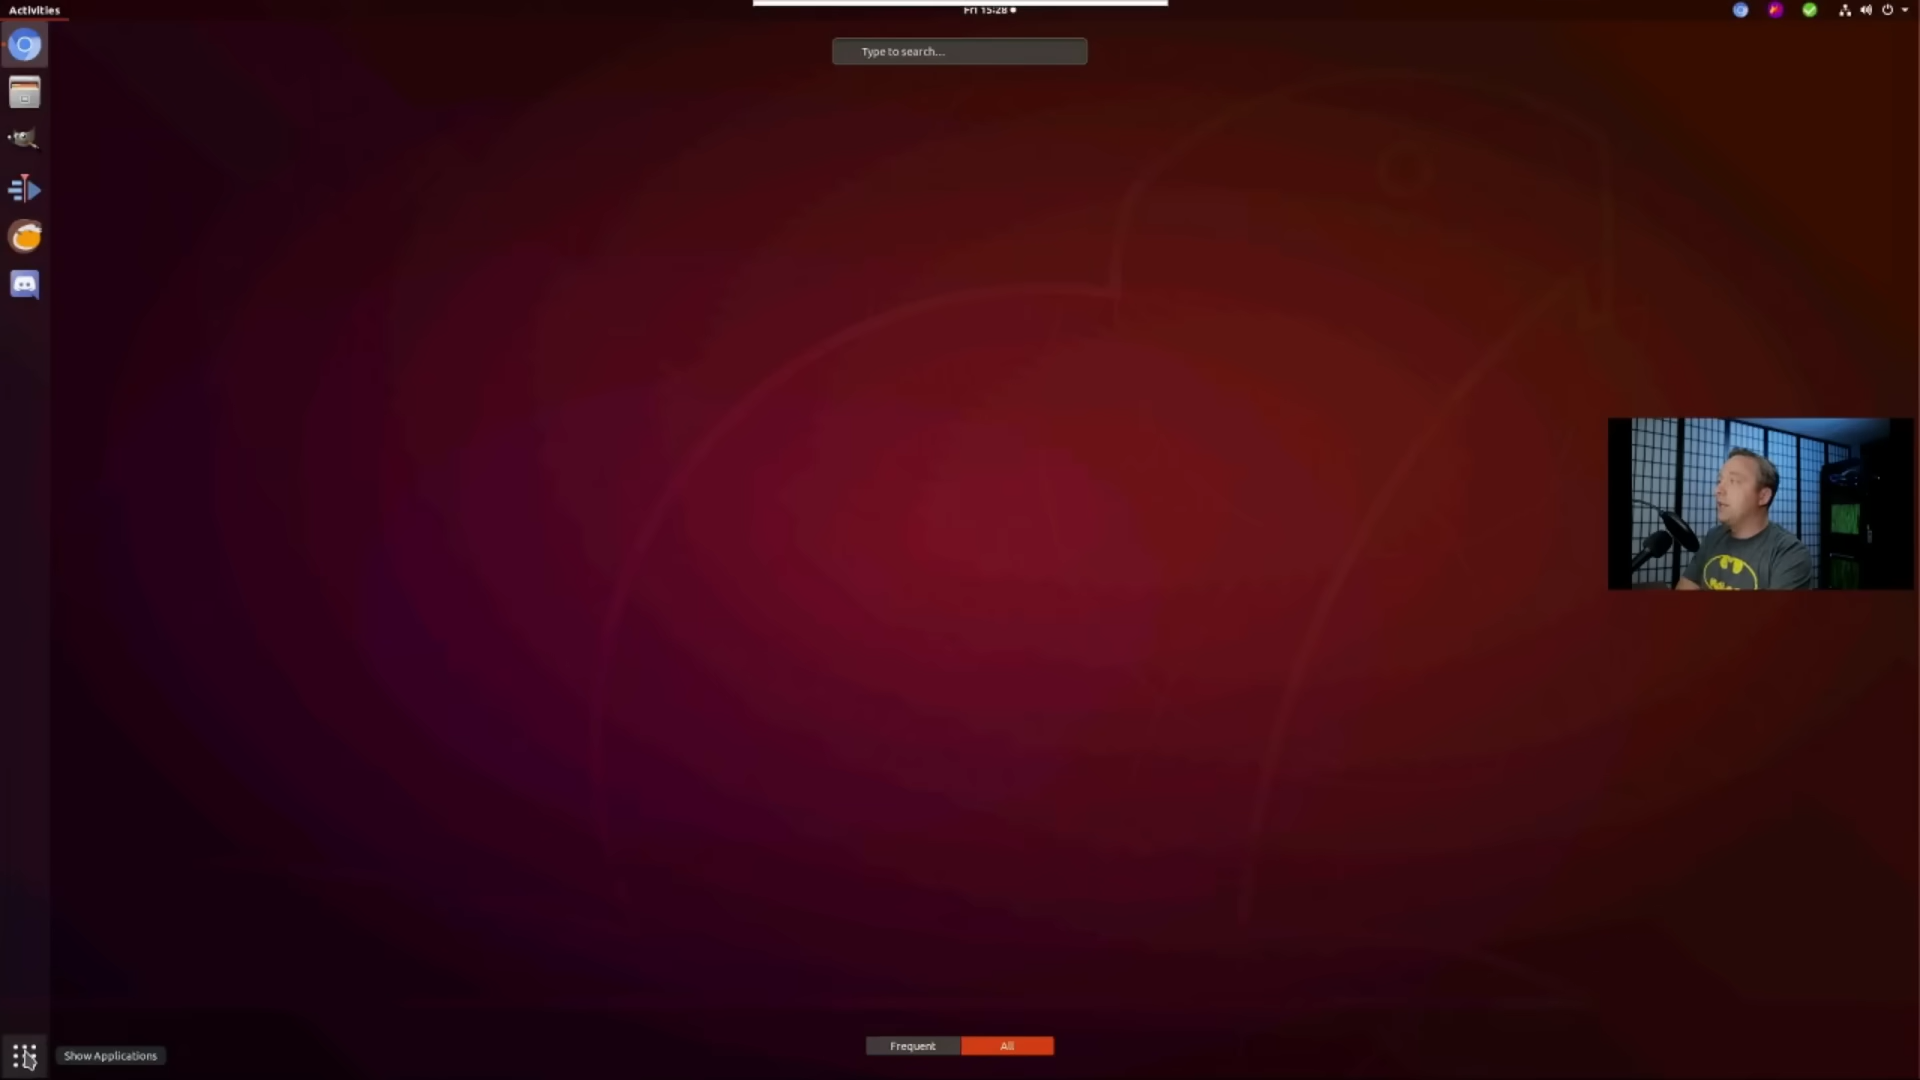 Activities
Fri 15:28
Type to search...
Show Applications
Frequent
All